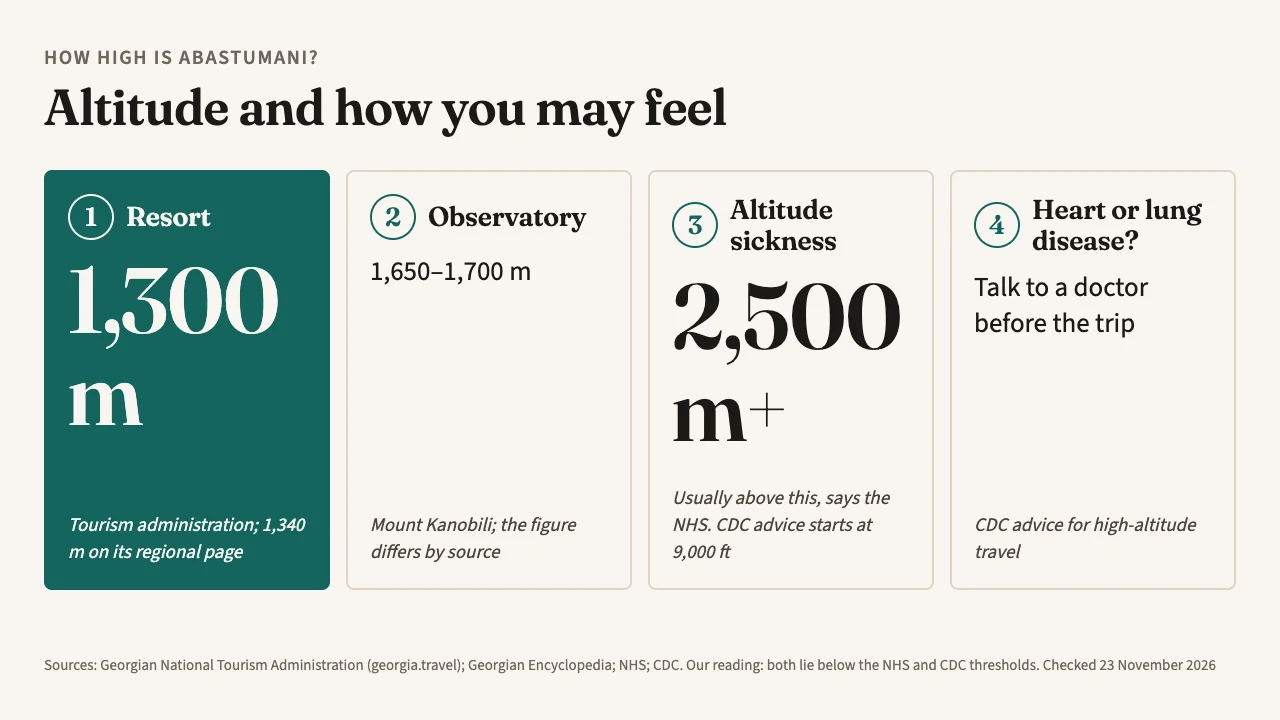 HOW HIGH IS ABASTUMANI?
Altitude and how you may feel
1 Resort
1,300
m
Tourism administration; 1,340
m on its regional page
2 Observatory
1,650–1,700 m
Mount Kanobili; the figure
differs by source
3 Altitude
sickness
2,500
m+
Usually above this, says the
NHS. CDC advice starts at
9,000 ft
4 Heart or lung
disease?
Talk to a doctor
before the trip
CDC advice for high-altitude
travel
Sources: Georgian National Tourism Administration (georgia.travel); Georgian Encyclopedia; NHS; CDC. Our reading: both lie below the NHS and CDC thresholds. Checked 23 November 2026